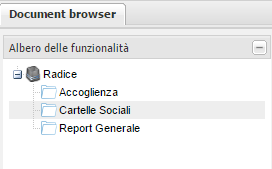 Document browser
Albero delle funzionalità
Radice
Accoglienza
Cartelle Sociali
Report Generale